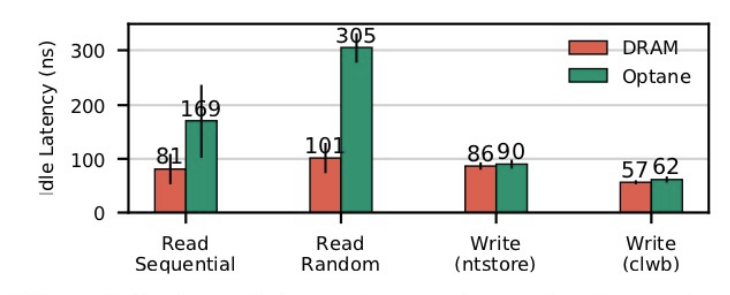 Idle Latency (ns)
300
200
100
0
81
169
101
305
86
90
57
62
DRAM
Optane
Read
Sequential
Read
Random
Write
(ntstore)
Write
(clwb)